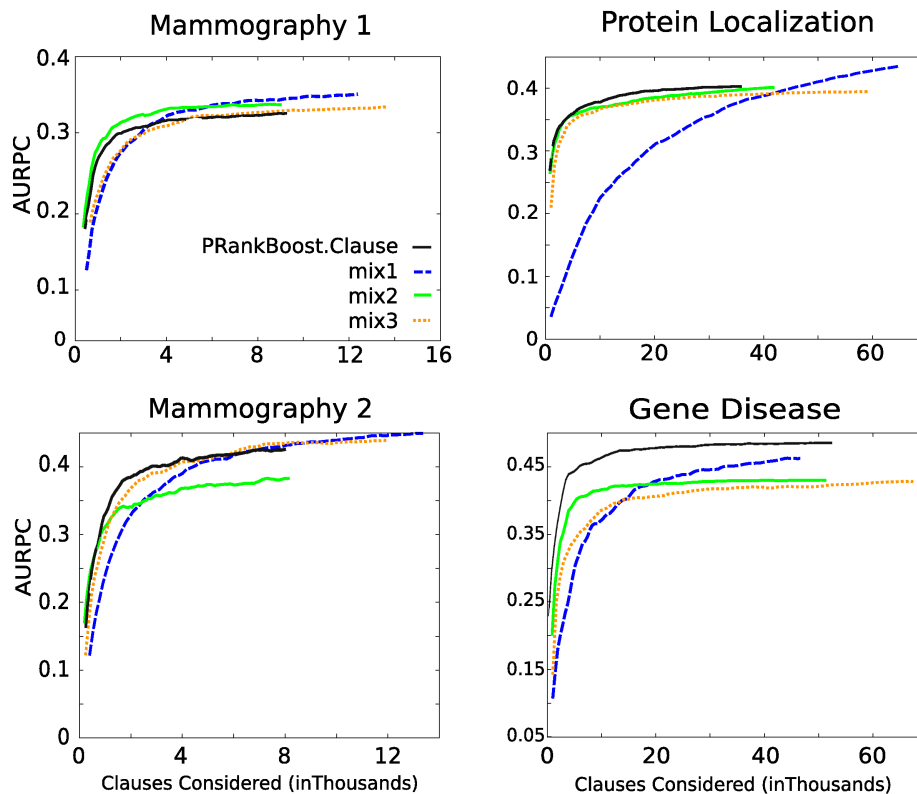 Mammography 1
AURPC
0.4
0.3
0.2
0.1
0
PRankBoost.Clause
mix1
mix2
mix3
0 4 8 12 16
Protein Localization
0.4
0.3
0.2
0.1
0
0 20 40 60
Mammography 2
AURPC
0.4
0.3
0.2
0.1
0
0 4 8 12
Clauses Considered (inThousands)
Gene Disease
0.45
0.35
0.25
0.15
0.05
0 20 40 60
Clauses Considered (inThousands)